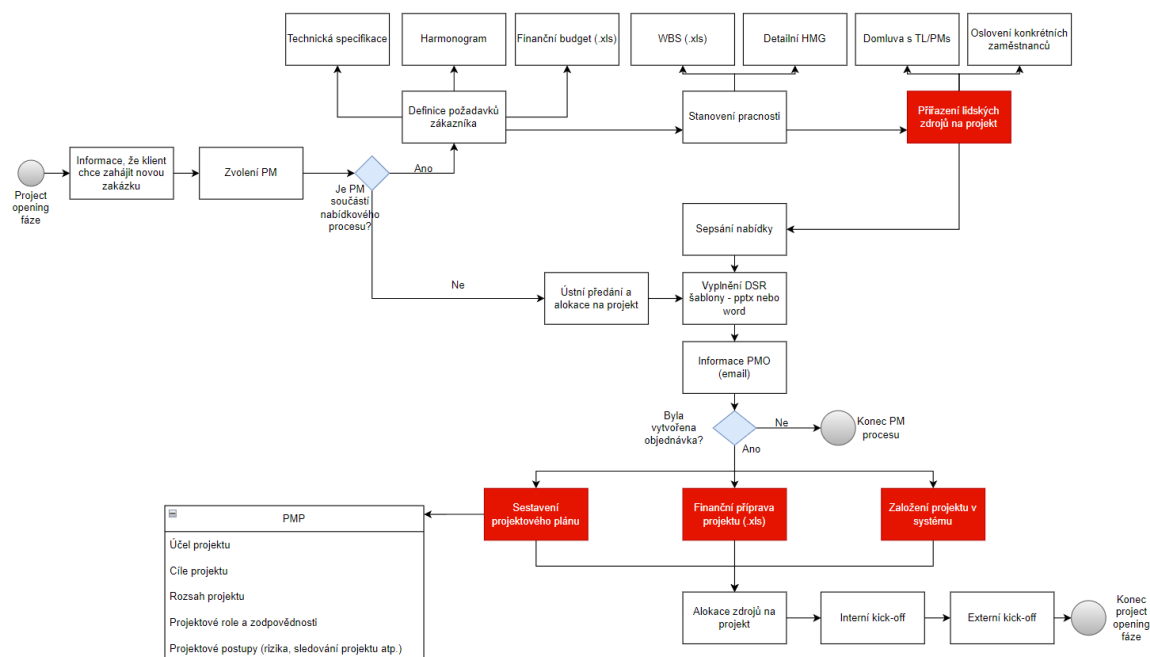 Technická specifikace
Harmonogram
Finanční budget (.xls)
WBS (.xls)
Detailní HMG
Domluva s TL/PMs
Oslovení konkrétních
zaměstnanců
Definice požadavků
zákazníka
Stanovení pracnosti
Přiřazení lidských
zdrojů na projekt
Project
opening
fáze
Informace, že klient
chce zahájit novou
zakázku
Zvolení PM
Je PM
součástí
nabídkového
procesu?
Ano
Ne
Sepsání nabídky
Ústní předání a
alokace na projekt
Vyplnění DSR
šablony - pptx nebo
word
Informace PMO
(email)
Byla
vytvořena
objednávka?
Ne
Konec PM
procesu
Ano
Sestavení
projektového plánu
Finanční příprava
projektu (.xls)
Založení projektu v
systému
PMP
Účel projektu
Cíle projektu
Rozsah projektu
Projektové role a zodpovědnosti
Projektové postupy (rizika, sledování projektu atp.)
Alokace zdrojů na
projekt
Interní kick-off
Externí kick-off
Konec
project
opening
fáze